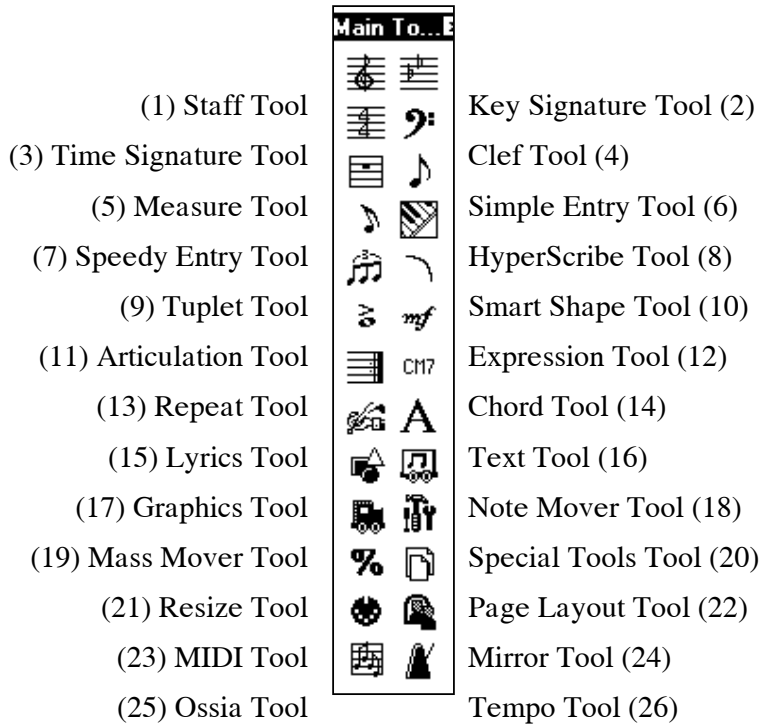 Main To...E
(1) Staff Tool Key Signature Tool (2)
(3) Time Signature Tool Clef Tool (4)
(5) Measure Tool Simple Entry Tool (6)
(7) Speedy Entry Tool HyperScribe Tool (8)
(9) Tuplet Tool Smart Shape Tool (10)
mf
(11) Articulation Tool Expression Tool (12)
CM7
(13) Repeat Tool Chord Tool (14)
A
(15) Lyrics Tool Text Tool (16)
(17) Graphics Tool Note Mover Tool (18)
(19) Mass Mover Tool Special Tools Tool (20)
%
(21) Resize Tool Page Layout Tool (22)
(23) MIDI Tool Mirror Tool (24)
(25) Ossia Tool Tempo Tool (26)